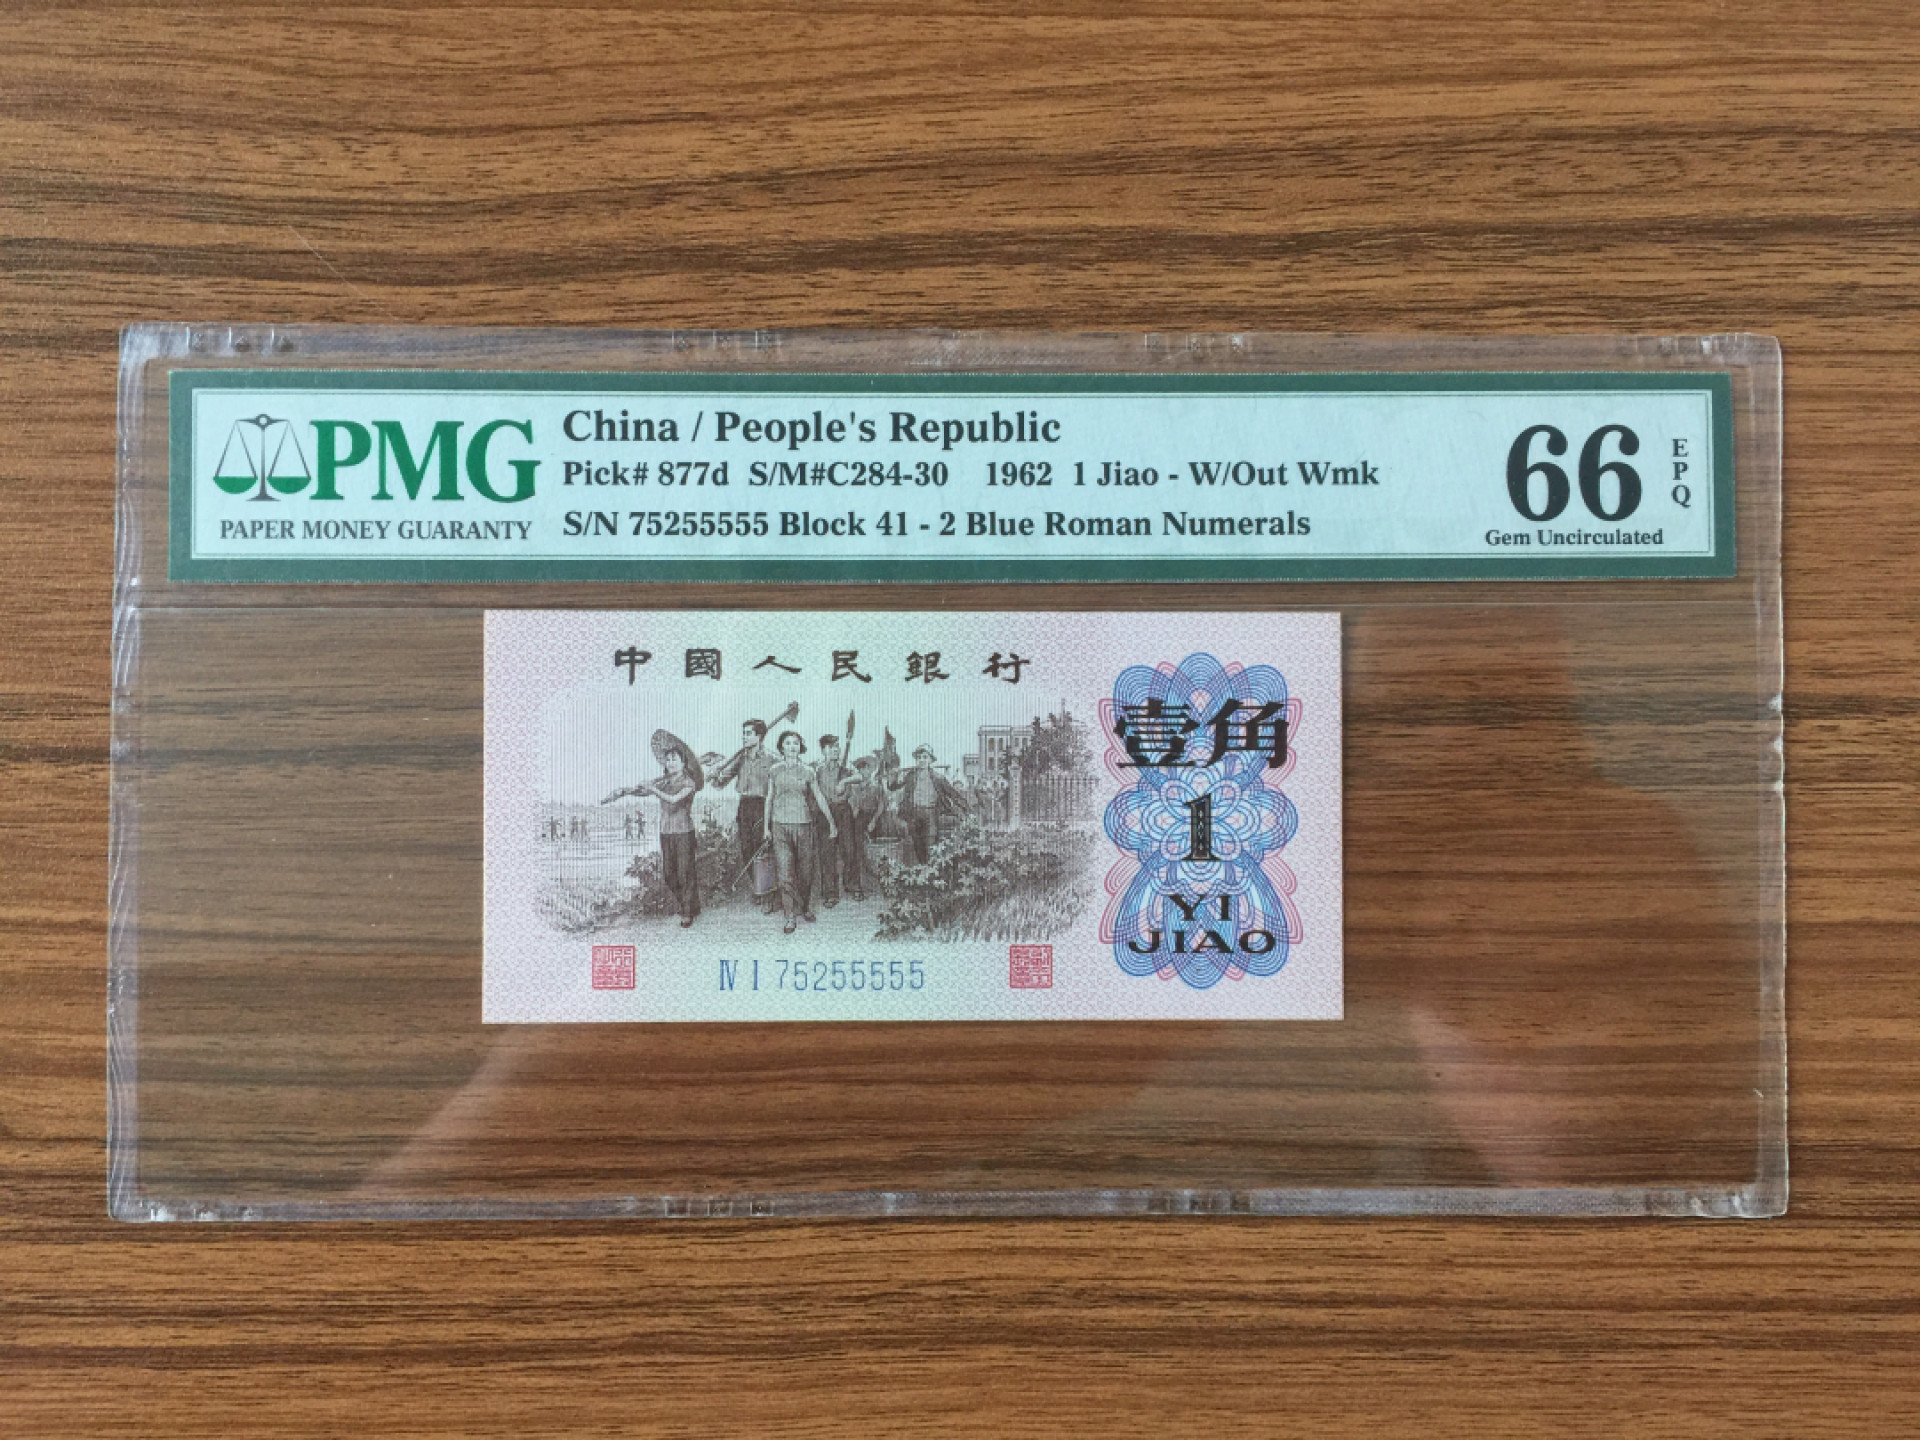 PMG
PAPER MONEY GUARANTY
China / People's Republic
Pick# 877d S/M#C284-30 1962 1 Jiao - W/Out Wmk
S/N 75255555 Block 41 - 2 Blue Roman Numerals
66
EPQ
Gem Uncirculated
中國人民銀行
壹角
1
YI
JIAO
Ⅳ Ⅰ 75255555